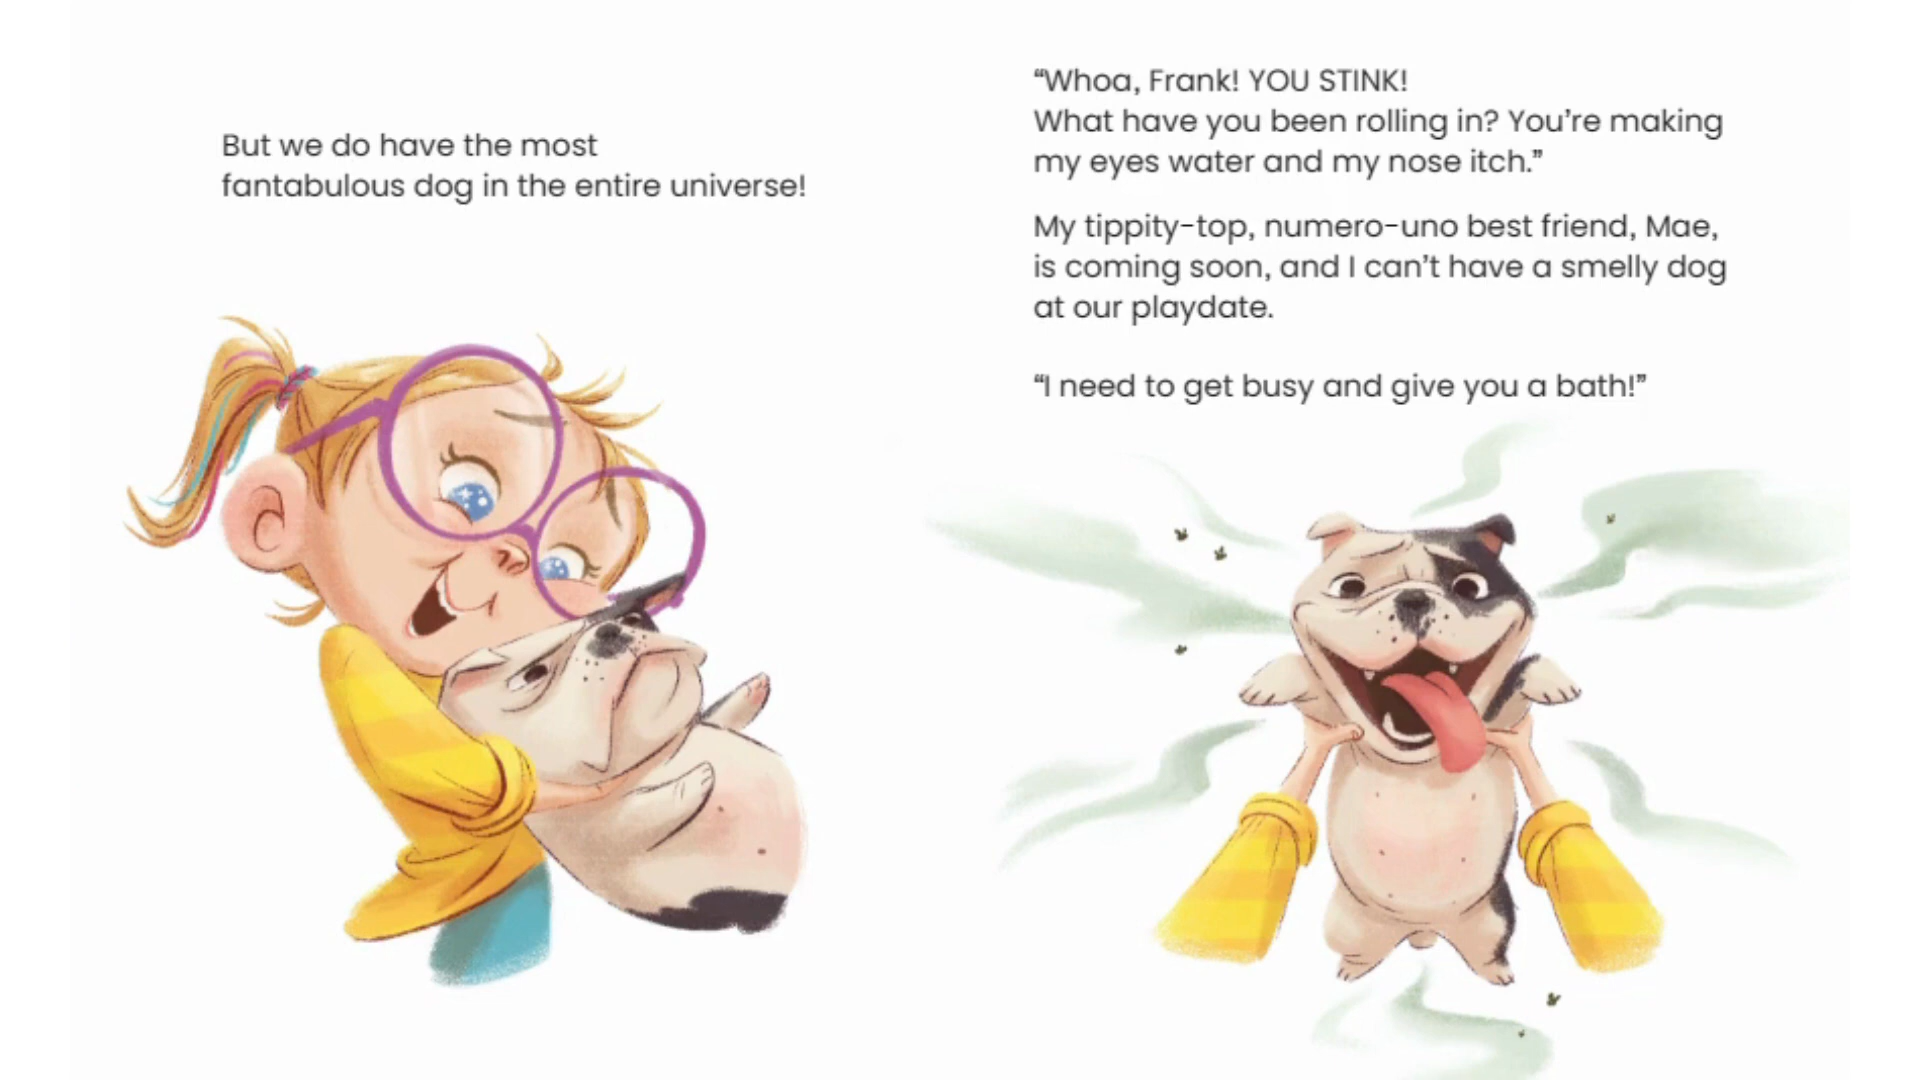 But we do have the most
fantabulous dog in the entire universe!
“Whoa, Frank! YOU STINK!
What have you been rolling in? You’re making
my eyes water and my nose itch.”
My tippity-top, numero-uno best friend, Mae,
is coming soon, and I can’t have a smelly dog
at our playdate.
“I need to get busy and give you a bath!”